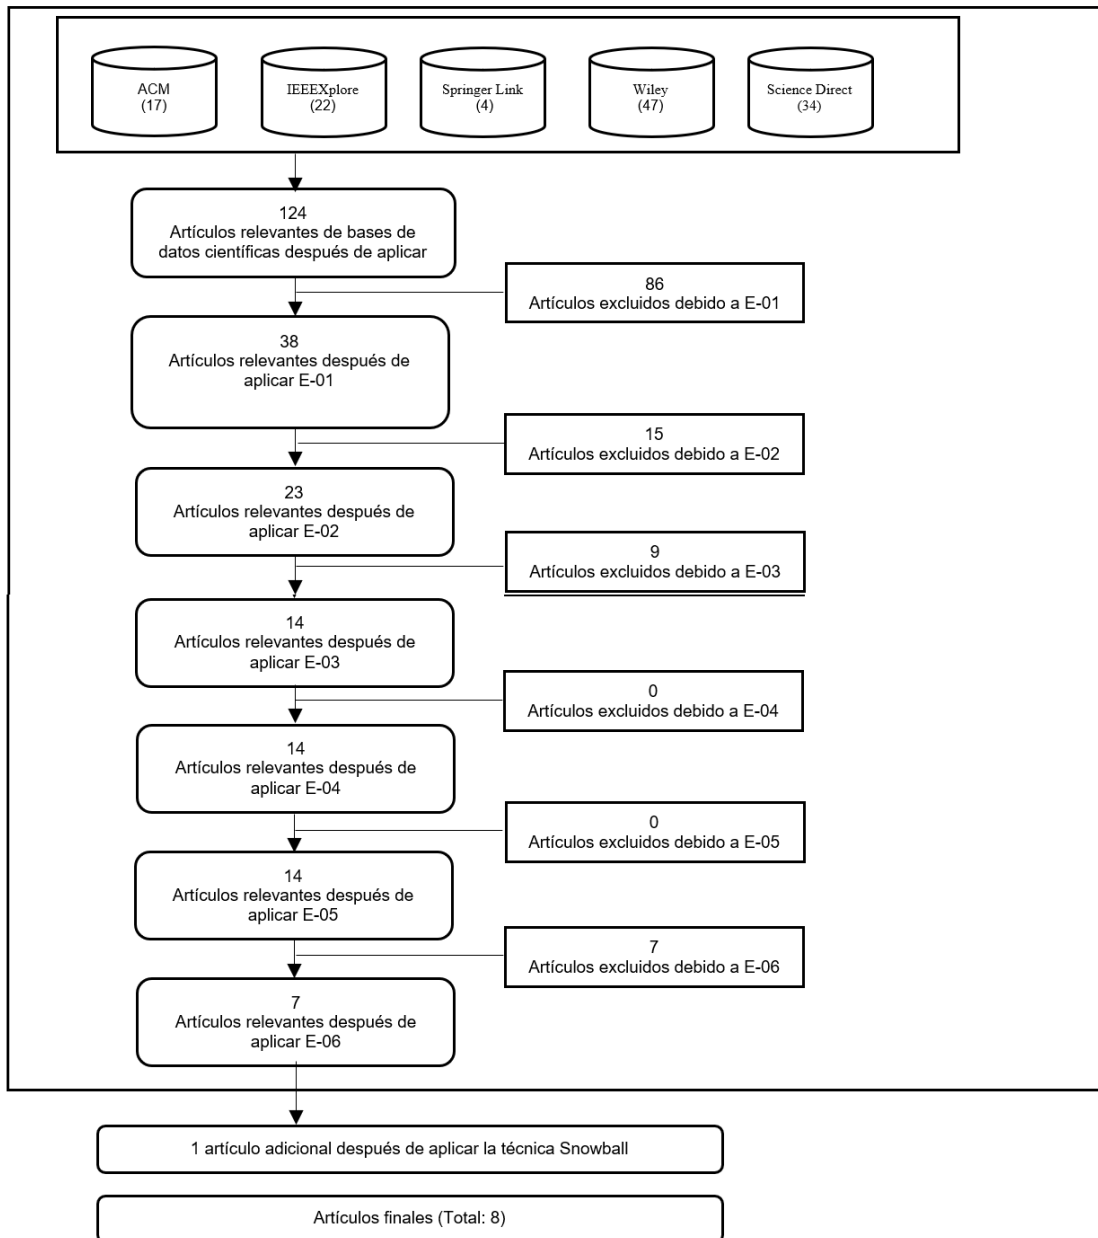 ACM
(17)
IEEEXplore
(22)
Springer Link
(4)
Wiley
(47)
Science Direct
(34)
124
Artículos relevantes de bases de
datos científicas después de aplicar
86
Artículos excluidos debido a E-01
38
Artículos relevantes después de
aplicar E-01
15
Artículos excluidos debido a E-02
23
Artículos relevantes después de
aplicar E-02
9
Artículos excluidos debido a E-03
14
Artículos relevantes después de
aplicar E-03
0
Artículos excluidos debido a E-04
14
Artículos relevantes después de
aplicar E-04
0
Artículos excluidos debido a E-05
14
Artículos relevantes después de
aplicar E-05
7
Artículos excluidos debido a E-06
7
Artículos relevantes después de
aplicar E-06
1 artículo adicional después de aplicar la técnica Snowball
Artículos finales (Total: 8)